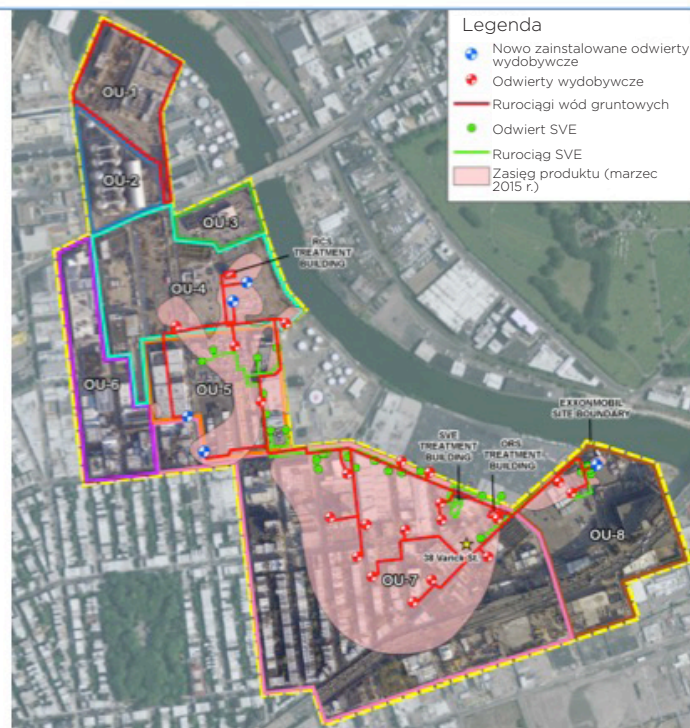 Legenda
Nowo zainstalowane odwierty
wydobywcze
Odwierty wydobywcze
Rurociągi wód gruntowych
Odwiert SVE
Rurociąg SVE
Zasięg produktu (marzec
2015 r.)
OU-1
OU-2
OU-3
RCS
TREATMENT
BUILDING
OU-4
OU-6
OU-5
EXXONMOBIL
SITE BOUNDARY
SVE
TREATMENT
BUILDING
ORS
TREATMENT
BUILDING
OU-8
38 Varick St.
OU-7